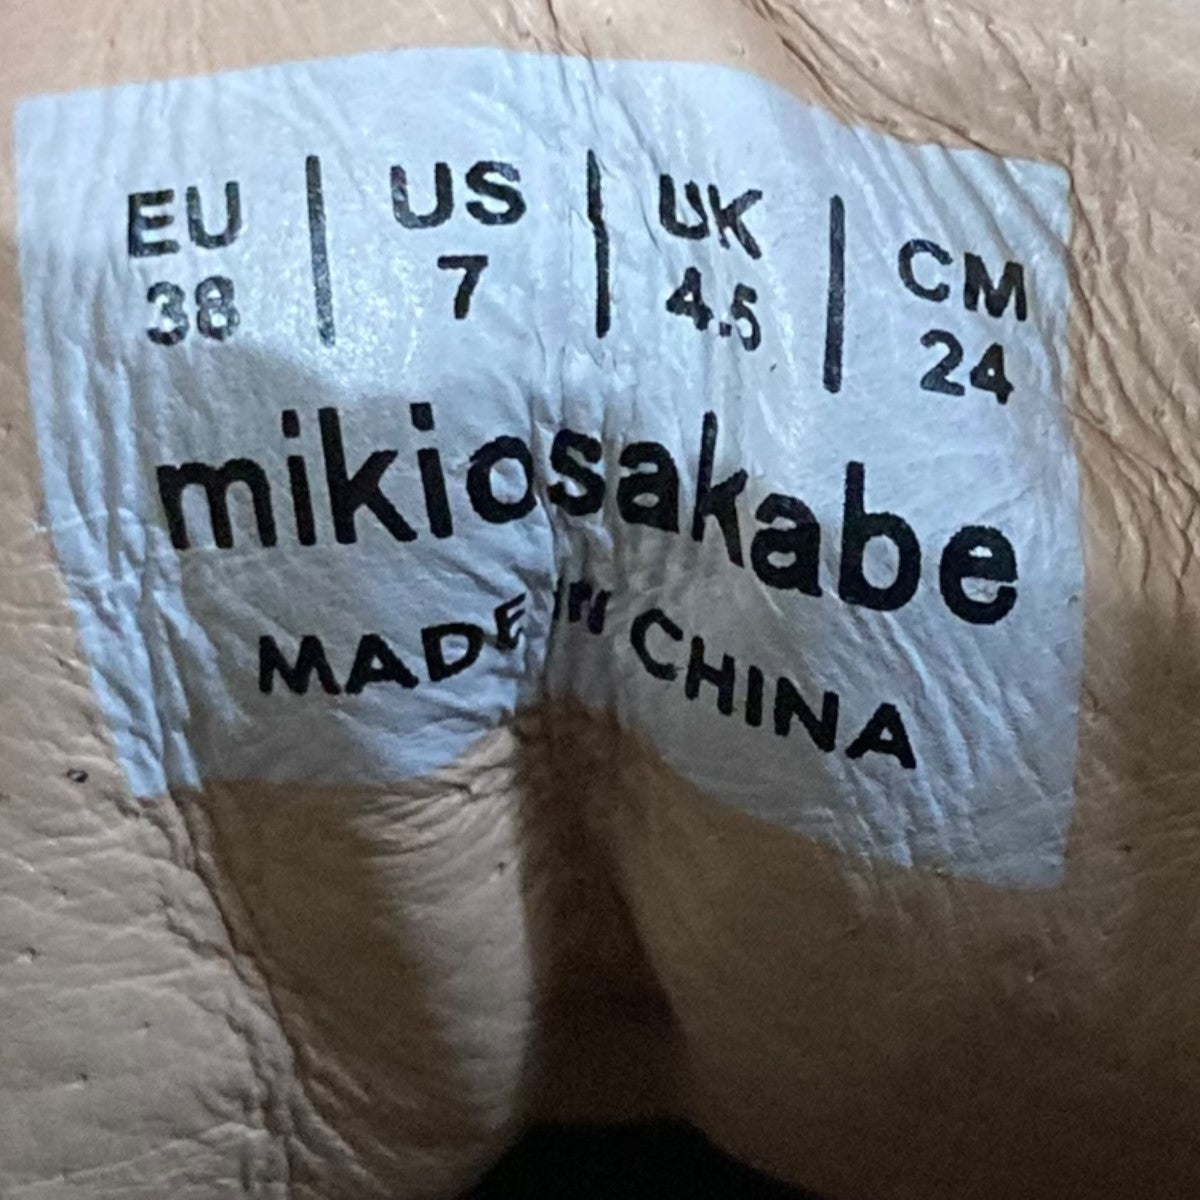 EU | US | UK | CM
38 | 7 | 4.5 | 24
mikiosakabe
MADE IN CHINA